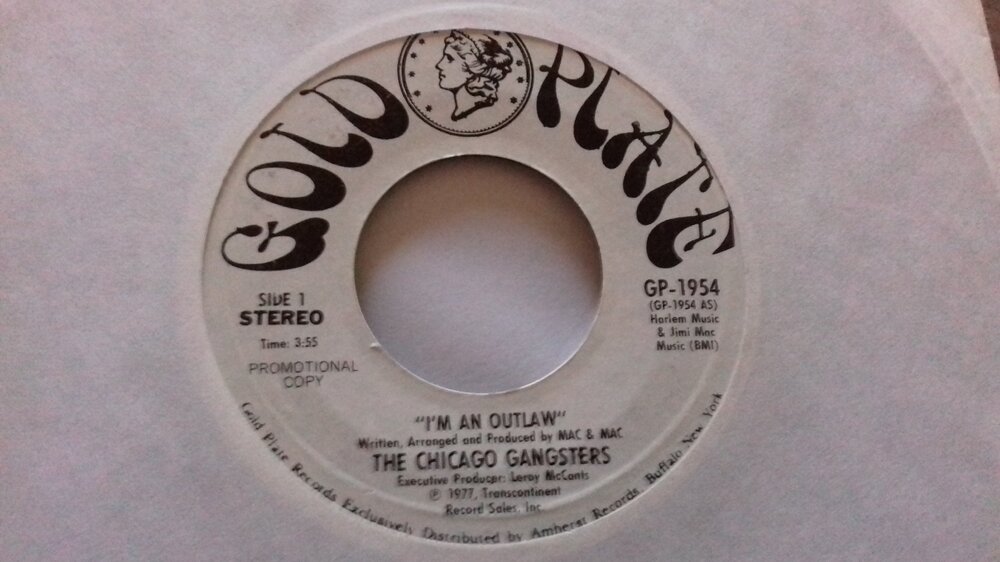 GOLD PLATE
SIDE 1
STEREO
Time: 3:55
PROMOTIONAL
COPY
GP-1954
(GP-1954 AS)
Harlem Music
& Jimi Mac
Music (BMI)
"I'M AN OUTLAW"
Written, Arranged and Produced by MAC & MAC
THE CHICAGO GANGSTERS
Executive Producer: Leroy McCants
Ⓟ 1977, Transcontinent
Record Sales, Inc.
Gold Plate Records Exclusively Distributed by Amherst Records Buffalo New York